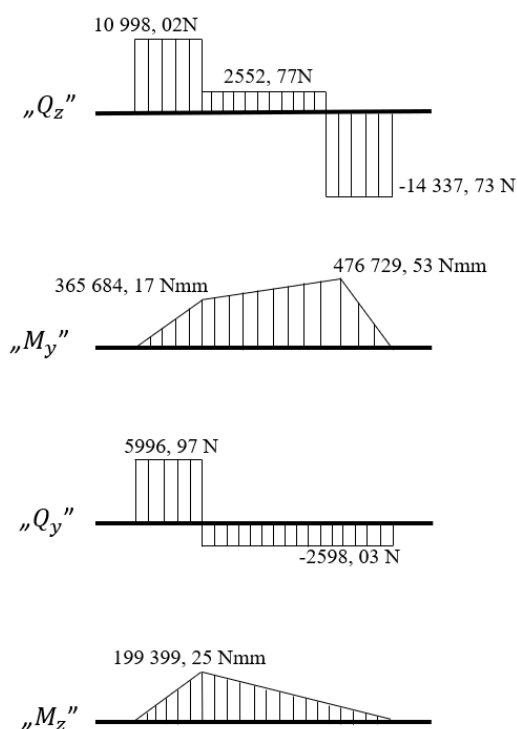 10 998, 02N
2552, 77N
„Q_z”
-14 337, 73 N
476 729, 53 Nmm
365 684, 17 Nmm
„M_y”
5996, 97 N
„Q_y”
-2598, 03 N
199 399, 25 Nmm
„M_z”